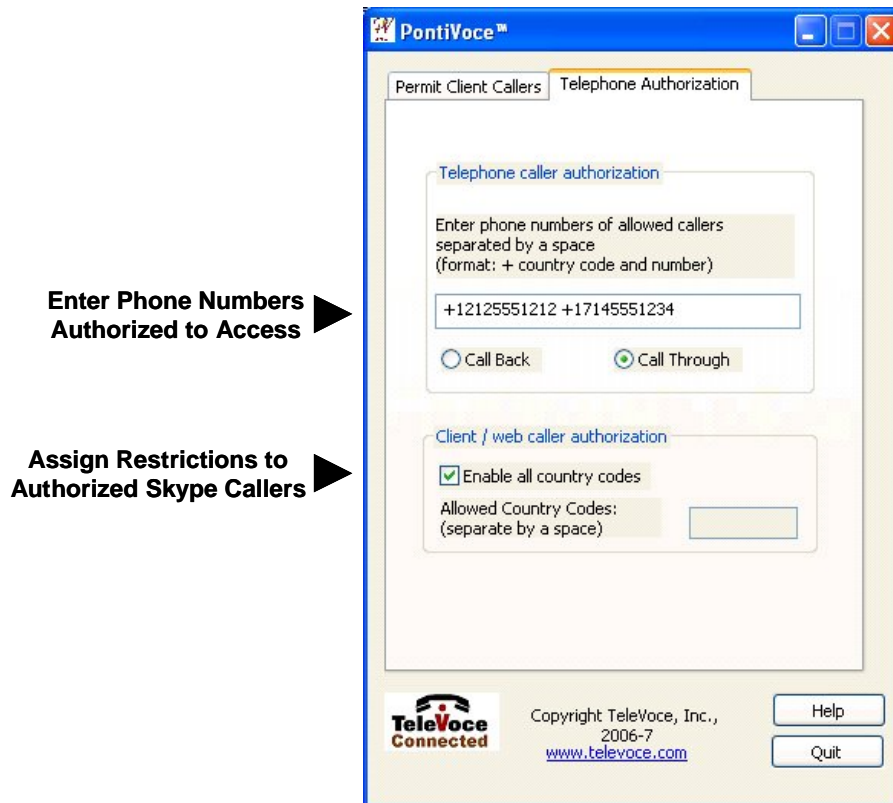 PontiVoce™
Permit Client Callers
Telephone Authorization
Telephone caller authorization
Enter phone numbers of allowed callers
separated by a space
(format: + country code and number)
Enter Phone Numbers
Authorized to Access
+12125551212 +17145551234
Call Back
Call Through
Client / web caller authorization
Assign Restrictions to
Authorized Skype Callers
Enable all country codes
Allowed Country Codes:
(separate by a space)
TeleVoce
Connected
Copyright TeleVoce, Inc.,
2006-7
www.televoce.com
Help
Quit